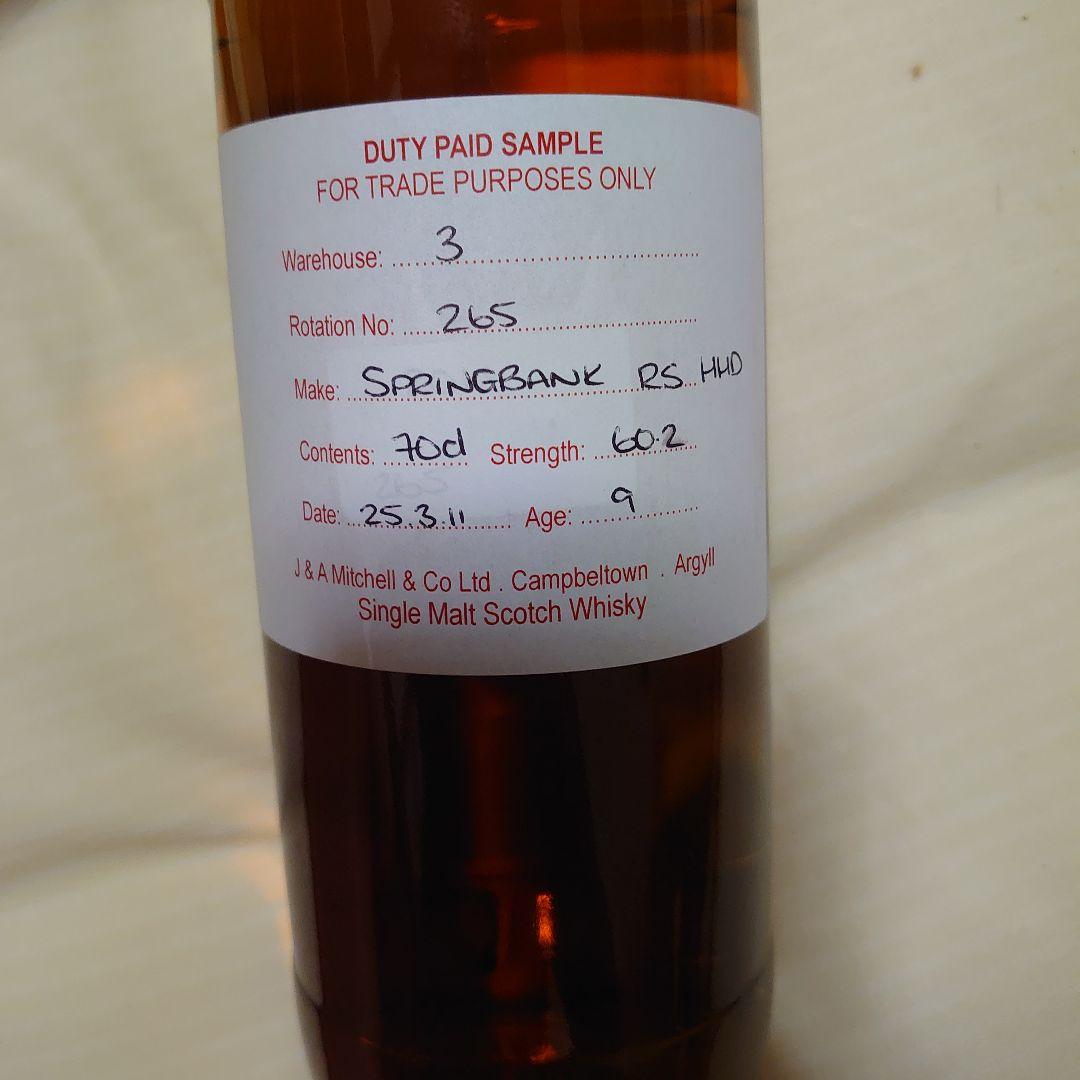 DUTY PAID SAMPLE
FOR TRADE PURPOSES ONLY
Warehouse: 3
Rotation No: 265
Make: SPRINGBANK RS HHD
Contents: 70cl Strength: 60.2
Date: 25.3.11 Age: 9
J & A Mitchell & Co Ltd . Campbeltown . Argyll
Single Malt Scotch Whisky